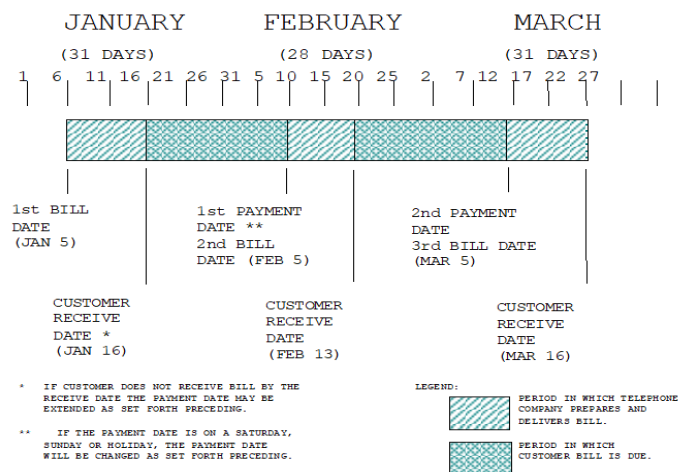 JANUARY FEBRUARY MARCH
(31 DAYS) (28 DAYS) (31 DAYS)
1 6 11 16 21 26 31 5 10 15 20 25 2 7 12 17 22 27
1st BILL
DATE
(JAN 5)
1st PAYMENT
DATE **
2nd BILL
DATE (FEB 5)
2nd PAYMENT
DATE
3rd BILL DATE
(MAR 5)
CUSTOMER
RECEIVE
DATE *
(JAN 16)
CUSTOMER
RECEIVE
DATE
(FEB 13)
CUSTOMER
RECEIVE
DATE
(MAR 16)
* IF CUSTOMER DOES NOT RECEIVE BILL BY THE
RECEIVE DATE THE PAYMENT DATE MAY BE
EXTENDED AS SET FORTH PRECEDING.
** IF THE PAYMENT DATE IS ON A SATURDAY,
SUNDAY OR HOLIDAY, THE PAYMENT DATE
WILL BE CHANGED AS SET FORTH PRECEDING.
LEGEND:
PERIOD IN WHICH TELEPHONE
COMPANY PREPARES AND
DELIVERS BILL.
PERIOD IN WHICH
CUSTOMER BILL IS DUE.